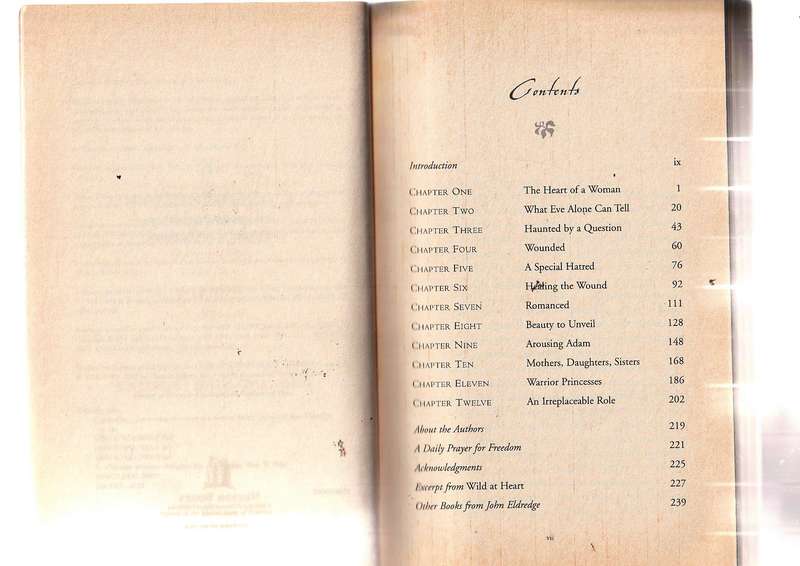 Contents
Introduction ix
CHAPTER ONE The Heart of a Woman 1
CHAPTER TWO What Eve Alone Can Tell 20
CHAPTER THREE Haunted by a Question 43
CHAPTER FOUR Wounded 60
CHAPTER FIVE A Special Hatred 76
CHAPTER SIX Healing the Wound 92
CHAPTER SEVEN Romanced 111
CHAPTER EIGHT Beauty to Unveil 128
CHAPTER NINE Arousing Adam 148
CHAPTER TEN Mothers, Daughters, Sisters 168
CHAPTER ELEVEN Warrior Princesses 186
CHAPTER TWELVE An Irreplaceable Role 202
About the Authors 219
A Daily Prayer for Freedom 221
Acknowledgments 225
Excerpt from Wild at Heart 227
Other Books from John Eldredge 239
vii